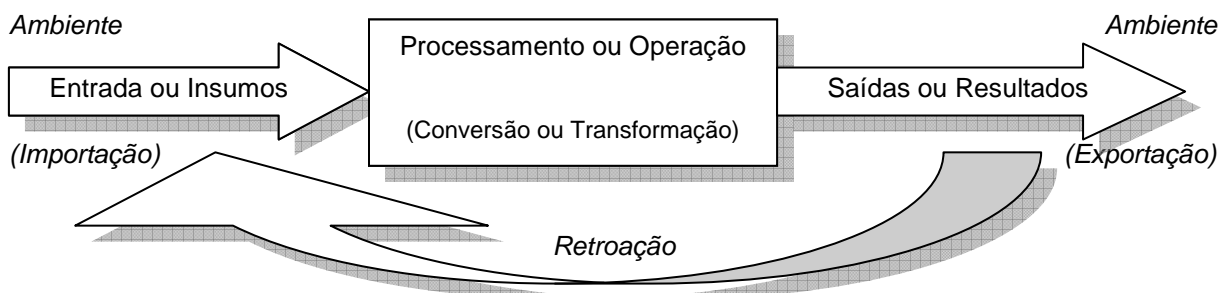 Ambiente
Ambiente
Processamento ou Operação
Entrada ou Insumos
Saídas ou Resultados
(Conversão ou Transformação)
(Importação)
(Exportação)
Retroação